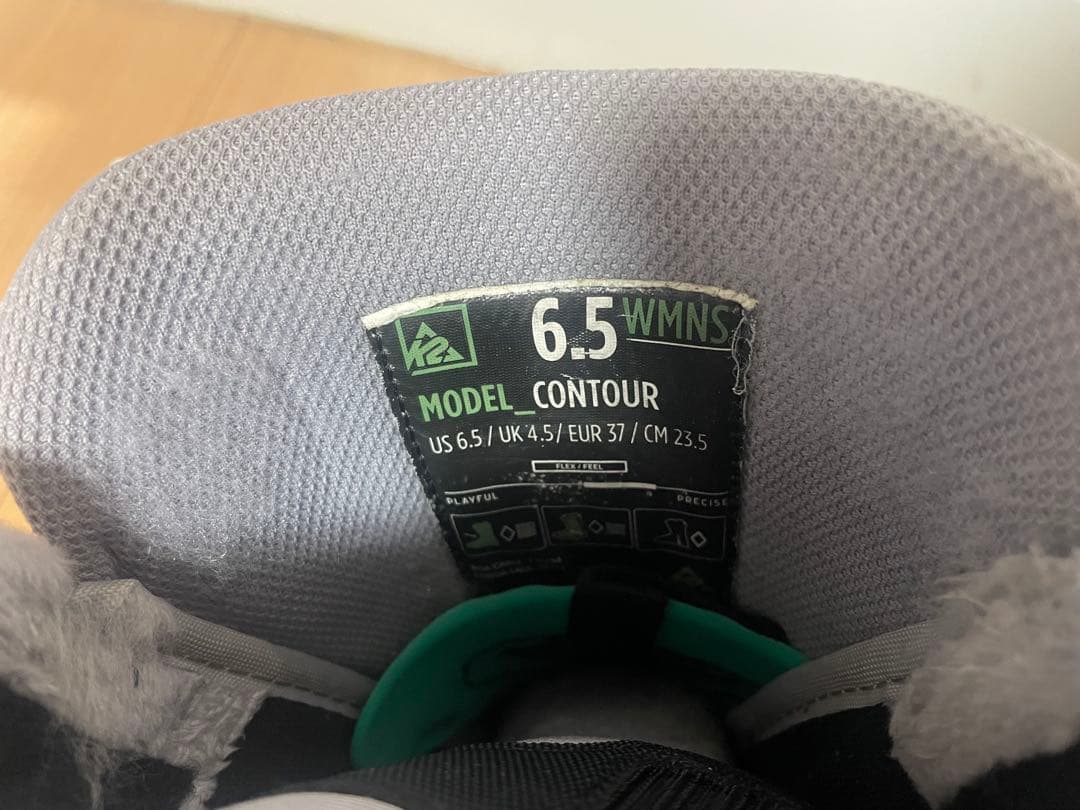 K2
6.5 WMNS
MODEL_CONTOUR
US 6.5 / UK 4.5/ EUR 37 / CM 23.5
FLEX / FEEL
PLAYFUL PRECISE